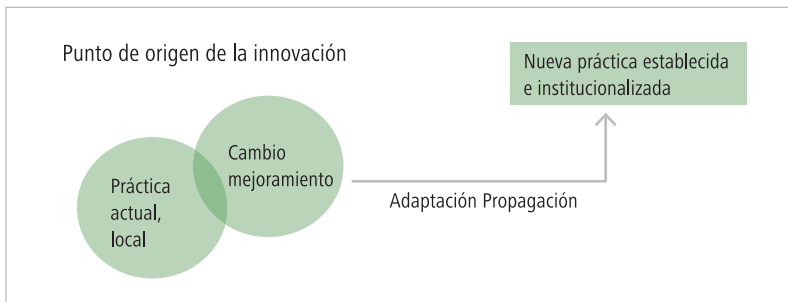 Punto de origen de la innovación
Nueva práctica establecida
e institucionalizada
Cambio
mejoramiento
Práctica
actual,
local
Adaptación Propagación